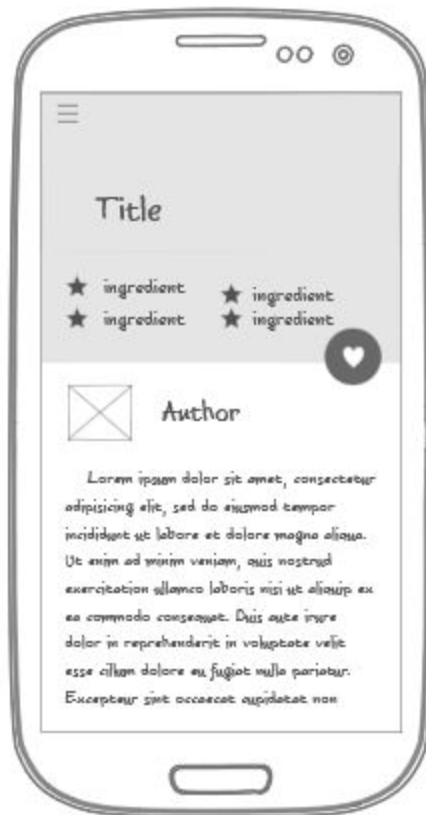 Title
ingredient ingredient
ingredient ingredient
Author
Lorem ipsum dolor sit amet, consectetur
adipisicing elit, sed do eiusmod tempor
incididunt ut labore et dolore magna aliqua.
Ut enim ad minim veniam, quis nostrud
exercitation ullamco laboris nisi ut aliquip ex
ea commodo consequat. Duis aute irure
dolor in reprehenderit in voluptate velit
esse cillum dolore eu fugiat nulla pariatur.
Excepteur sint occaecat cupidatat non